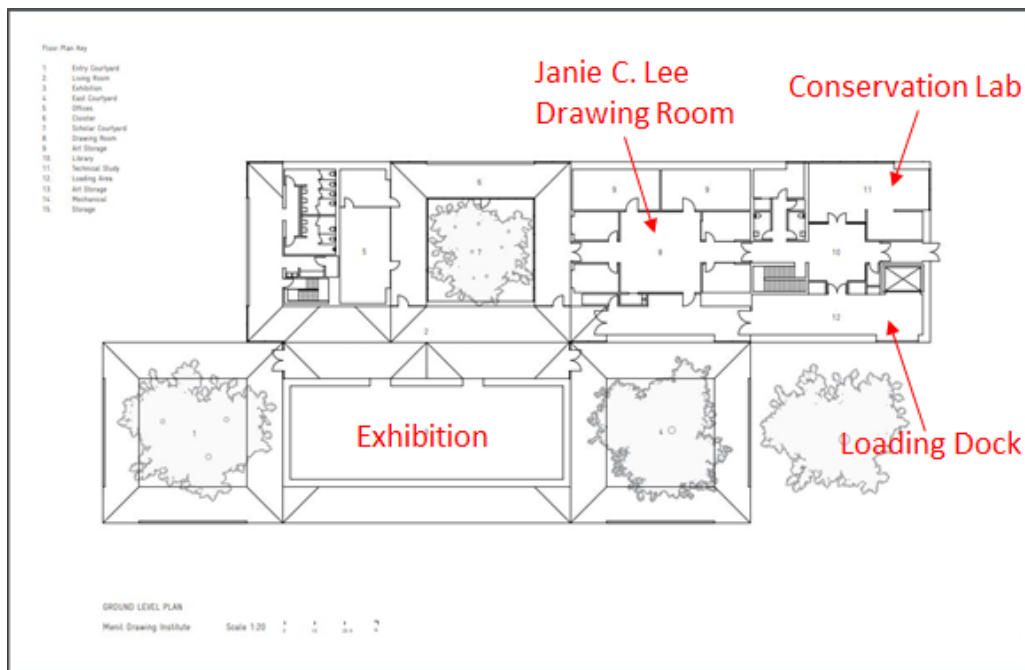 Floor Plan Key
1 Entry Courtyard
2 Living Room
3 Exhibition
4 East Courtyard
5 Offices
6 Cloister
7 Scholar Courtyard
8 Drawing Room
9 Art Storage
10 Library
11. Technical Study
12. Loading Area
13. Art Storage
14. Mechanical
15. Storage
Janie C. Lee
Drawing Room
Conservation Lab
6
9
9
11
5
7
8
10
12
2
1
Exhibition
4
Loading Dock
GROUND LEVEL PLAN
Menil Drawing Institute Scale 1:20